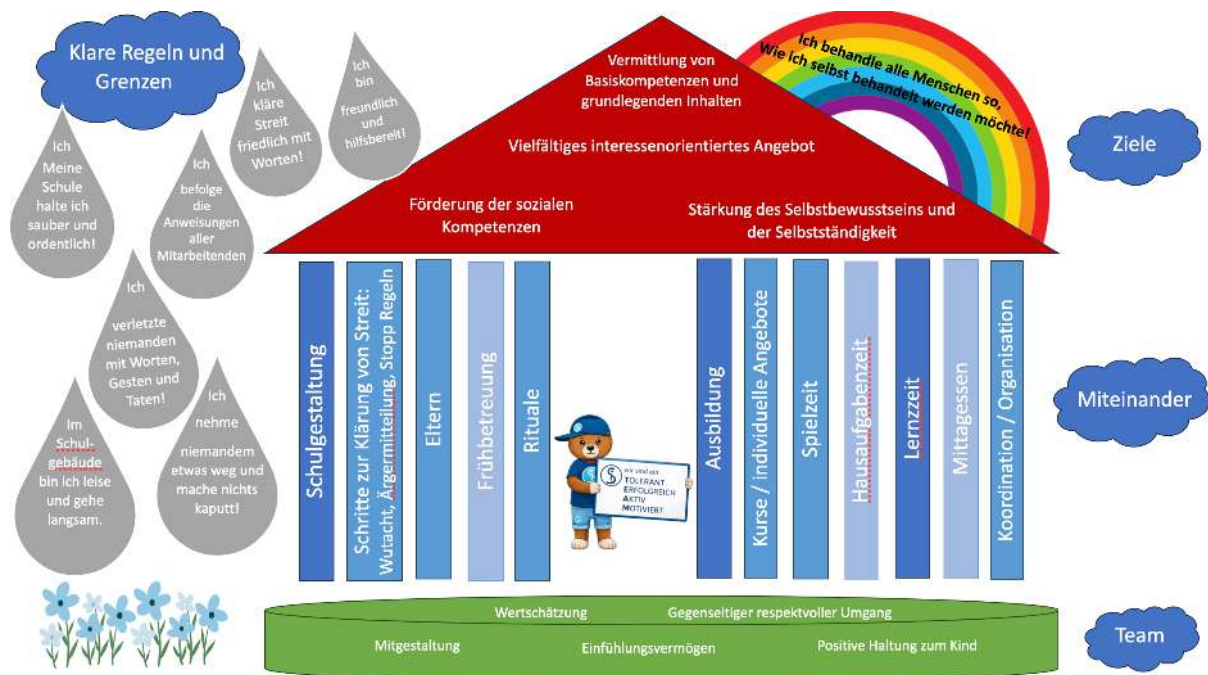 Klare Regeln und
Grenzen
Ich
Meine
Schule
halte ich
sauber und
ordentlich!
Ich
befolge
die
Anweisungen
aller
Mitarbeitenden
Ich
kläre
Streit
friedlich mit
Worten!
Ich
bin
freundlich
und
hilfsbereit!
Ich
verletzte
niemanden
mit Worten,
Gesten und
Taten!
Im
Schul-
gebäude
bin ich leise
und gehe
langsam.
Ich
nehme
niemandem
etwas weg und
mache nichts
kaputt!
Vermittlung von
Basiskompetenzen und
grundlegenden Inhalten
Vielfältiges interessenorientiertes Angebot
Förderung der sozialen
Kompetenzen
Stärkung des Selbstbewusstseins und
der Selbstständigkeit
Ich behandle alle Menschen so,
Wie ich selbst behandelt werden möchte!
Ziele
Schulgestaltung
Schritte zur Klärung von Streit:
Wutacht, Ärgermitteilung, Stopp Regeln
Eltern
Frühbetreuung
Rituale
wir sind ein
TOLERANT
ERFOLGREICH
AKTIV
MOTIVIERT
Ausbildung
Kurse / individuelle Angebote
Spielzeit
Hausaufgabenzeit
Lernzzeit
Mittagessen
Koordination / Organisation
Miteinander
Wertschätzung
Gegenseitiger respektvoller Umgang
Mitgestaltung
Einfühlungsvermögen
Positive Haltung zum Kind
Team